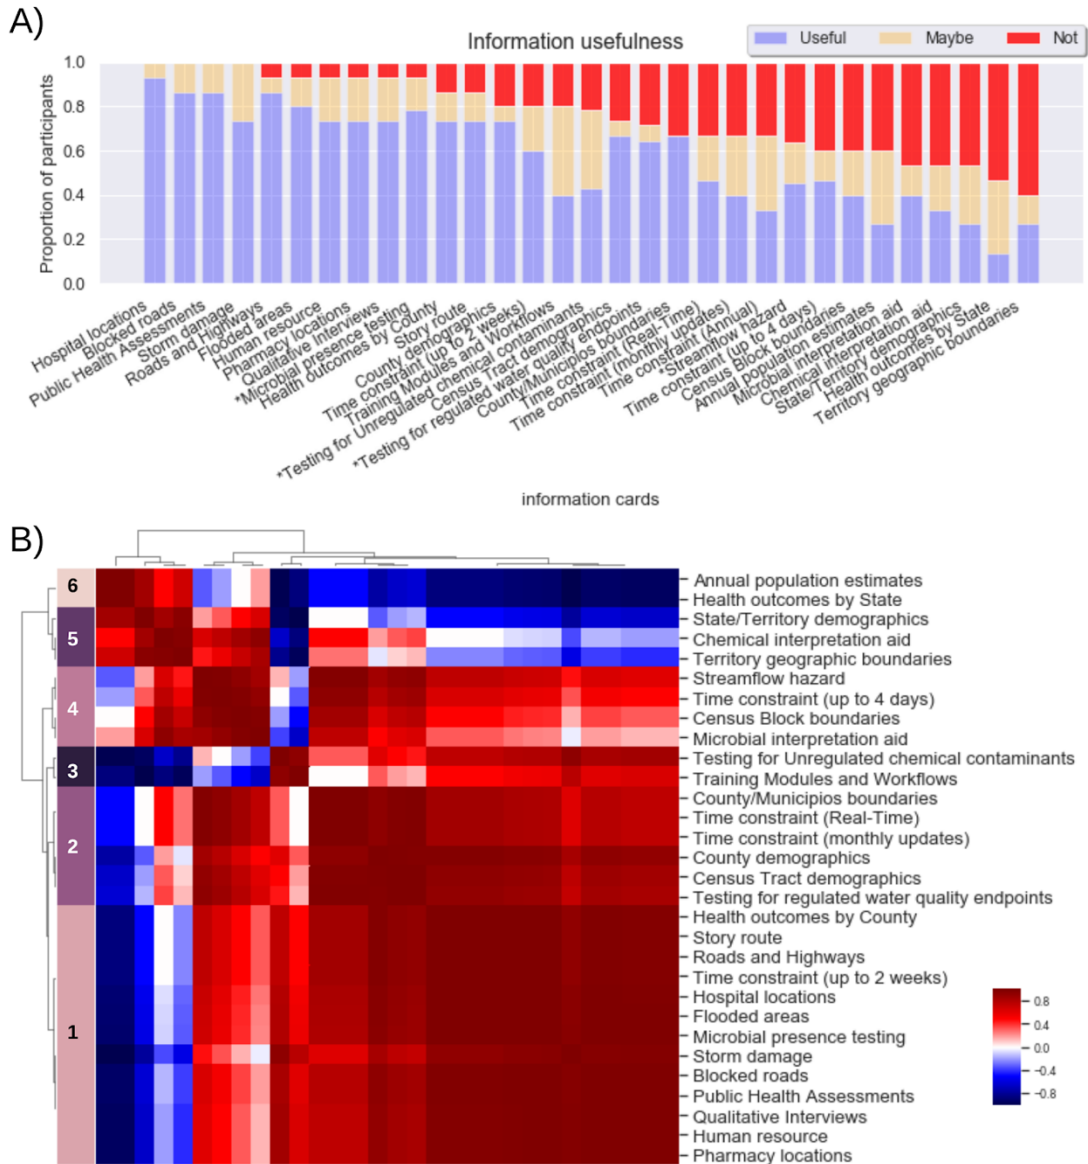 A)
Information usefulness
Useful Maybe Not
Proportion of participants
1.0
0.8
0.6
0.4
0.2
0.0
Hospital locations
Blocked roads
Public Health Assessments
Storm damage
Roads and Highways
Flooded areas
Human resource
Pharmacy locations
Qualitative Interviews
*Microbial presence testing
Health outcomes by County
Story route
County demographics
Time constraint (up to 2 weeks)
Training Modules and Workflows
*Testing for Unregulated chemical contaminants
Census Tract demographics
*Testing for regulated water quality endpoints
County/Municipios boundaries
Time constraint (Real-Time)
Time constraint (monthly updates)
Time constraint (Annual)
*Streamflow hazard
Time constraint (up to 4 days)
Census Block boundaries
Annual population estimates
Microbial interpretation aid
Chemical interpretation aid
State/Territory demographics
Health outcomes by State
Territory geographic boundaries
information cards
B)
6
5
4
3
2
1
Annual population estimates
Health outcomes by State
State/Territory demographics
Chemical interpretation aid
Territory geographic boundaries
Streamflow hazard
Time constraint (up to 4 days)
Census Block boundaries
Microbial interpretation aid
Testing for Unregulated chemical contaminants
Training Modules and Workflows
County/Municipios boundaries
Time constraint (Real-Time)
Time constraint (monthly updates)
County demographics
Census Tract demographics
Testing for regulated water quality endpoints
Health outcomes by County
Story route
Roads and Highways
Time constraint (up to 2 weeks)
Hospital locations
Flooded areas
Microbial presence testing
Storm damage
Blocked roads
Public Health Assessments
Qualitative Interviews
Human resource
Pharmacy locations
0.8
0.4
0.0
−0.4
−0.8